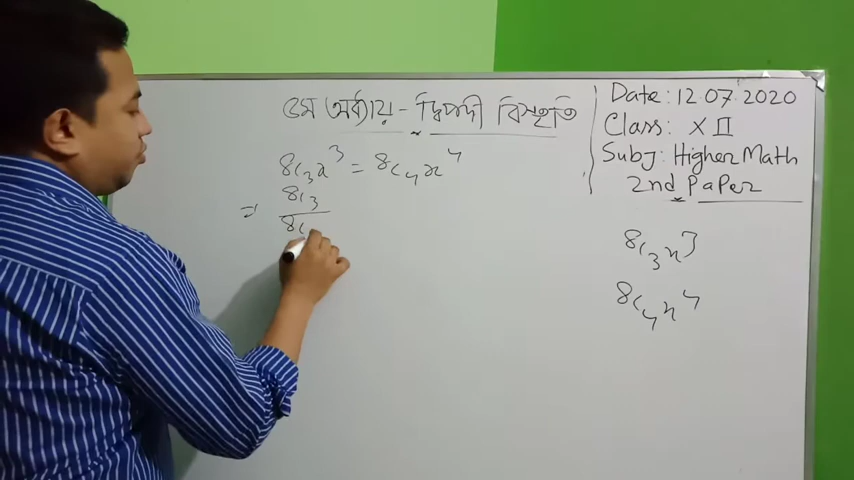 ৫ম অধ্যায় - দ্বিপদী বিস্তৃতি
⁸C₃x³ = ⁸C₄x⁴
⇒ ⁸C₃
⁸C
Date: 12.07.2020
Class: XII
Subj: Higher Math
2nd Paper
⁸C₃x³
⁸C₄x⁴